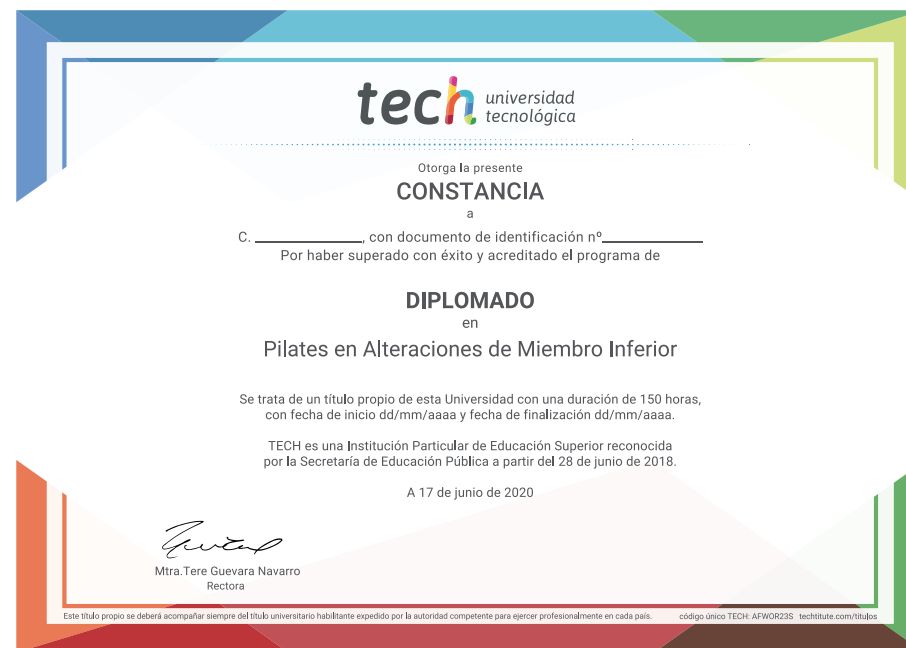 tech universidad
tecnológica
Otorga la presente
CONSTANCIA
a
C. ____________, con documento de identificación nº____________
Por haber superado con éxito y acreditado el programa de
DIPLOMADO
en
Pilates en Alteraciones de Miembro Inferior
Se trata de un título propio de esta Universidad con una duración de 150 horas,
con fecha de inicio dd/mm/aaaa y fecha de finalización dd/mm/aaaa.
TECH es una Institución Particular de Educación Superior reconocida
por la Secretaría de Educación Pública a partir del 28 de junio de 2018.
A 17 de junio de 2020
Mtra.Tere Guevara Navarro
Rectora
Este título propio se deberá acompañar siempre del título universitario habilitante expedido por la autoridad competente para ejercer profesionalmente en cada país. código único TECH: AFWOR23S techtitute.com/titulos